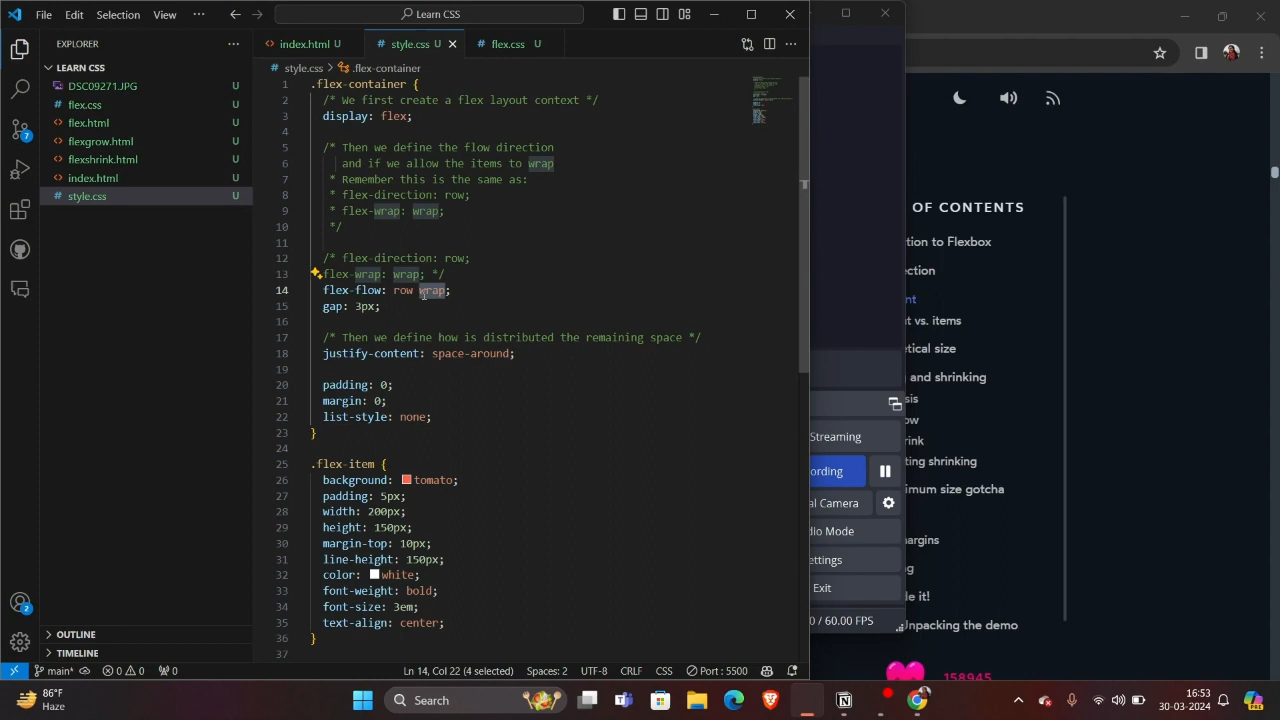 File Edit Selection View ··· Learn CSS
EXPLORER ···
index.html U
style.css U
flex.css U
LEARN CSS
DSC09271.JPG U
flex.css U
flex.html U
flexgrow.html U
flexshrink.html U
index.html U
style.css U
style.css > .flex-container
1 .flex-container {
2 /* We first create a flex layout context */
3 display: flex;
4
5 /* Then we define the flow direction
6 and if we allow the items to wrap
7 * Remember this is the same as:
8 * flex-direction: row;
9 * flex-wrap: wrap;
10 */
11
12 /* flex-direction: row;
13 flex-wrap: wrap; */
14 flex-flow: row wrap;
15 gap: 3px;
16
17 /* Then we define how is distributed the remaining space */
18 justify-content: space-around;
19
20 padding: 0;
21 margin: 0;
22 list-style: none;
23 }
24
25 .flex-item {
26 background: tomato;
27 padding: 5px;
28 width: 200px;
29 height: 150px;
30 margin-top: 10px;
31 line-height: 150px;
32 color: white;
33 font-weight: bold;
34 font-size: 3em;
35 text-align: center;
36 }
37
7
2
OUTLINE
TIMELINE
main* 0 0 0 Ln 14, Col 22 (4 selected) Spaces: 2 UTF-8 CRLF CSS Port : 5500
Streaming
ording
l Camera
dio Mode
ettings
Exit
0 / 60.00 FPS
OF CONTENTS
tion to Flexbox
ection
nt
nt vs. items
etical size
g and shrinking
sis
ow
rink
ting shrinking
imum size gotcha
argins
ng
le it!
Unpacking the demo
158945
86°F
Haze
Search
16:53
30-03-2024